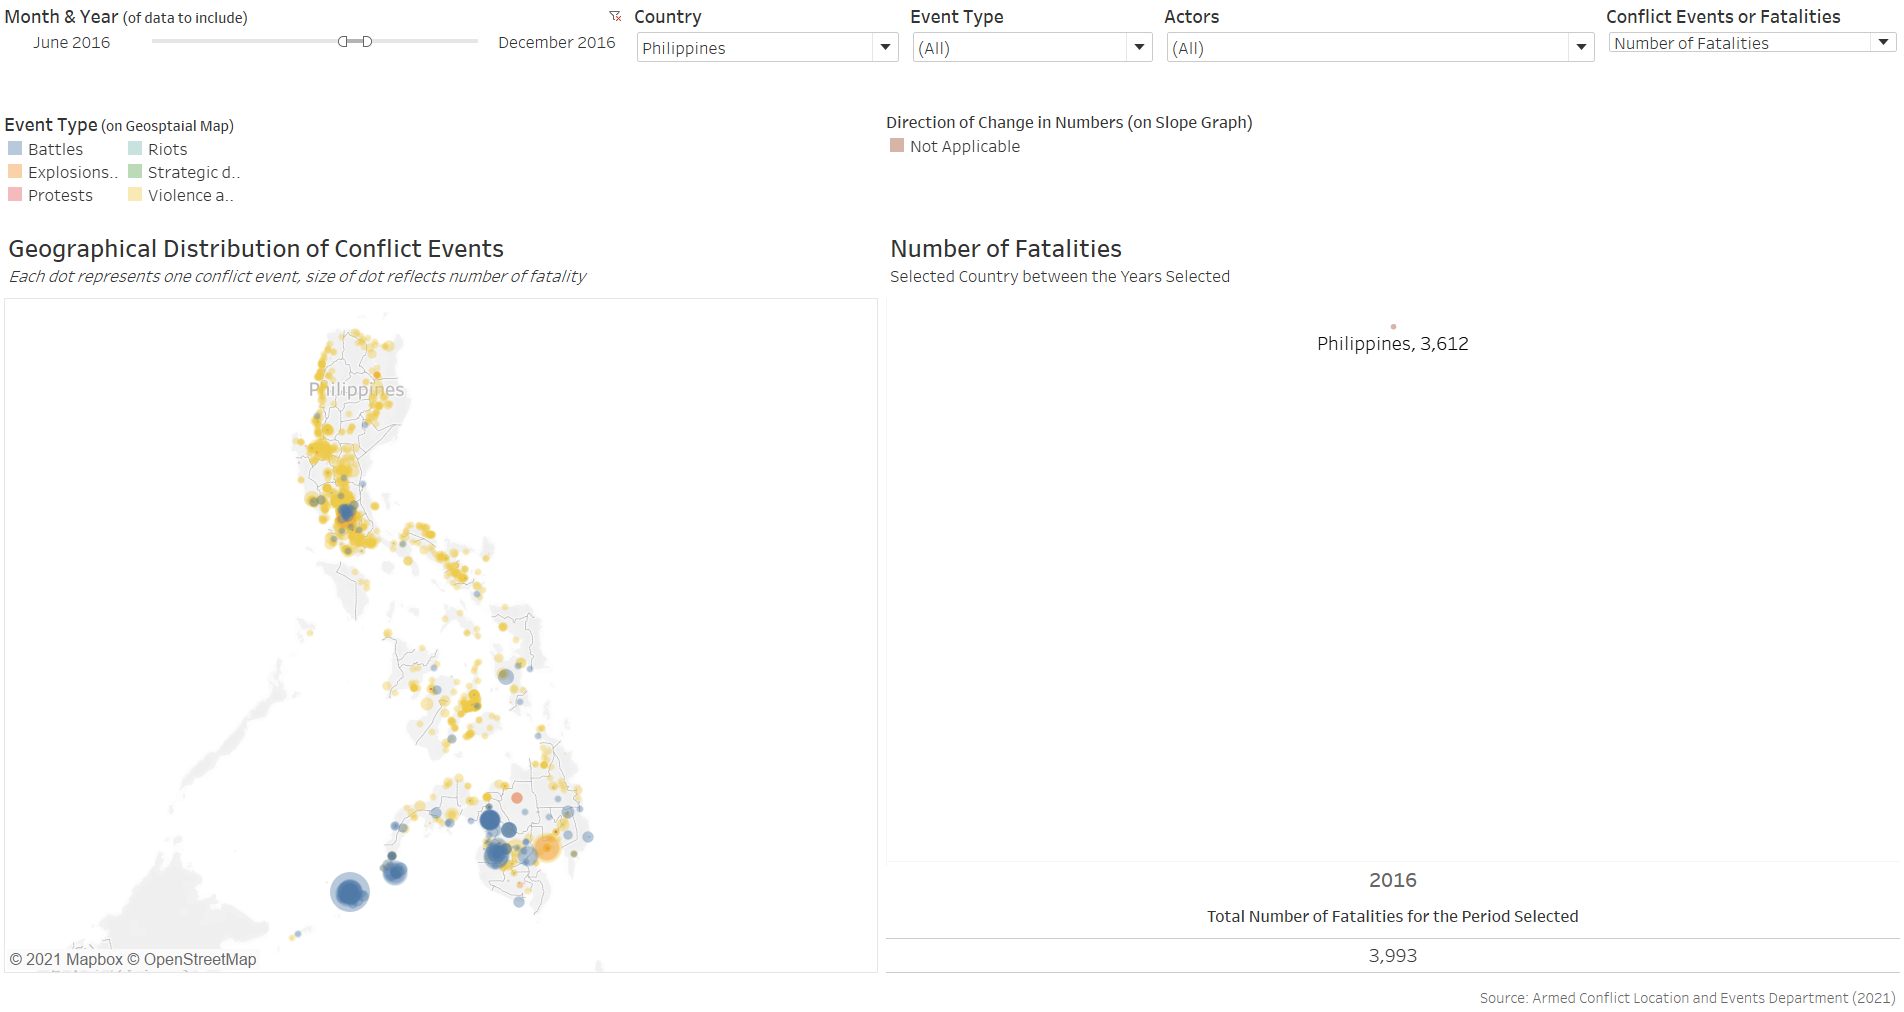 Month & Year (of data to include)
June 2016
December 2016
Country
Philippines
Event Type
(All)
Actors
(All)
Conflict Events or Fatalities
Number of Fatalities
Event Type (on Geosptaial Map)
Battles
Riots
Explosions..
Strategic d..
Protests
Violence a..
Direction of Change in Numbers (on Slope Graph)
Not Applicable
Geographical Distribution of Conflict Events
Each dot represents one conflict event, size of dot reflects number of fatality
Philippines
© 2021 Mapbox © OpenStreetMap
Number of Fatalities
Selected Country between the Years Selected
Philippines, 3,612
2016
Total Number of Fatalities for the Period Selected
3,993
Source: Armed Conflict Location and Events Department (2021)